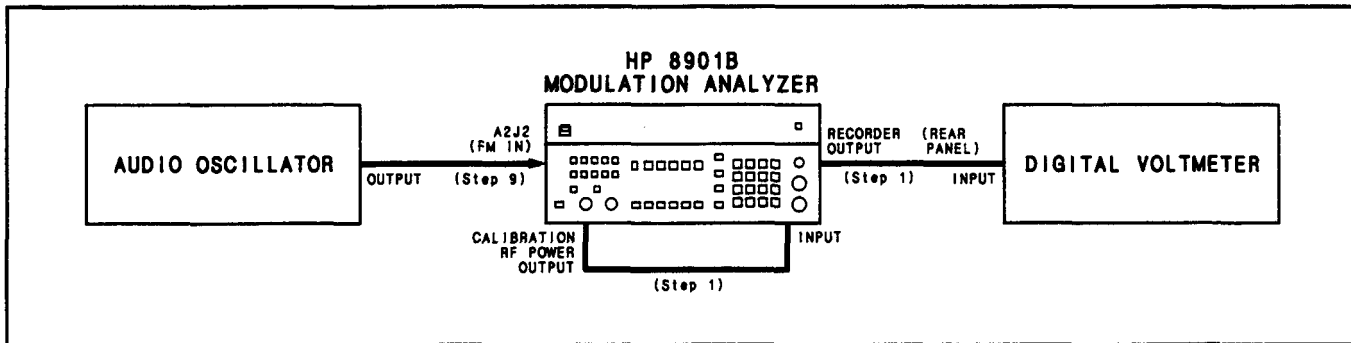 HP 8901B
MODULATION ANALYZER
AUDIO OSCILLATOR
OUTPUT
A2J2
(FM IN)
(Step 9)
RECORDER (REAR
OUTPUT PANEL)
(Step 1) INPUT
DIGITAL VOLTMETER
CALIBRATION
RF POWER
OUTPUT
INPUT
(Step 1)